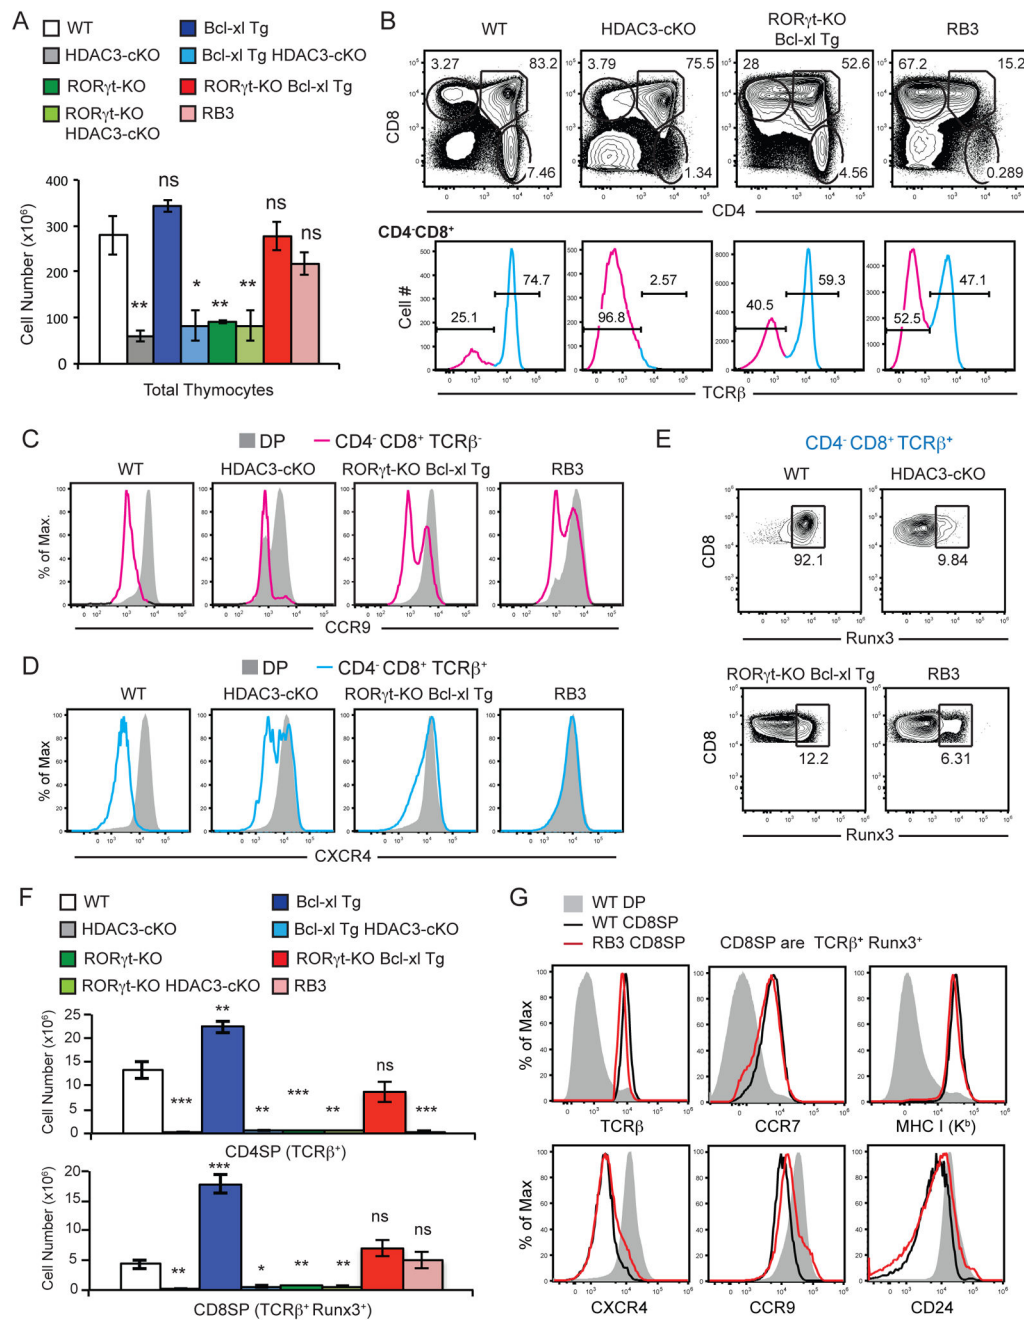 A
WT
Bcl-xl Tg
HDAC3-cKO
Bcl-xl Tg HDAC3-cKO
RORγt-KO
RORγt-KO Bcl-xl Tg
RORγt-KO
HDAC3-cKO
RB3
Cell Number (x10⁶)
400
300
200
100
0
** ns * ** ** ns ns
Total Thymocytes
B
WT
HDAC3-cKO
RORγt-KO
Bcl-xl Tg
RB3
3.27 83.2 7.46
3.79 75.5 1.34
28 52.6 4.56
67.2 15.2 0.289
CD8
CD4
CD4⁻CD8⁺
Cell #
25.1 74.7
96.8 2.57
40.5 59.3
52.5 47.1
TCRβ
C
DP
CD4⁻ CD8⁺ TCRβ⁻
WT
HDAC3-cKO
RORγt-KO Bcl-xl Tg
RB3
% of Max.
CCR9
D
DP
CD4⁻ CD8⁺ TCRβ⁺
WT
HDAC3-cKO
RORγt-KO Bcl-xl Tg
RB3
% of Max
CXCR4
E
CD4⁻ CD8⁺ TCRβ⁺
WT
HDAC3-cKO
CD8
92.1
9.84
Runx3
RORγt-KO Bcl-xl Tg
RB3
CD8
12.2
6.31
Runx3
F
WT
Bcl-xl Tg
HDAC3-cKO
Bcl-xl Tg HDAC3-cKO
RORγt-KO
RORγt-KO Bcl-xl Tg
RORγt-KO HDAC3-cKO
RB3
Cell Number (x10⁶)
25
20
15
10
5
0
*** ** ** *** ** ns ***
CD4SP (TCRβ⁺)
Cell Number (x10⁶)
20
15
10
5
0
** *** * ** ** ns ns
CD8SP (TCRβ⁺ Runx3⁺)
G
WT DP
WT CD8SP
RB3 CD8SP
CD8SP are TCRβ⁺ Runx3⁺
% of Max
TCRβ
CCR7
MHC I (Kᵇ)
% of Max
CXCR4
CCR9
CD24